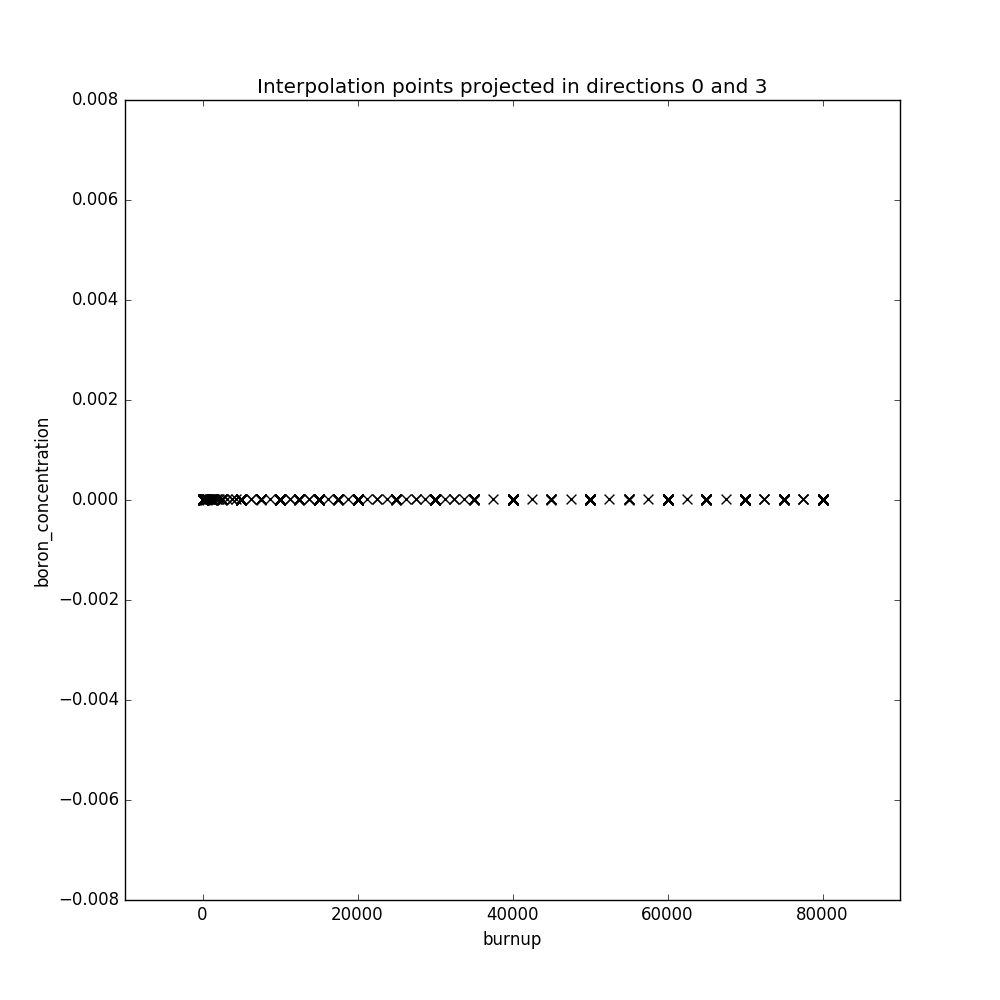 Interpolation points projected in directions 0 and 3
0.008
0.006
0.004
0.002
0.000
−0.002
−0.004
−0.006
−0.008
boron_concentration
0 20000 40000 60000 80000
burnup